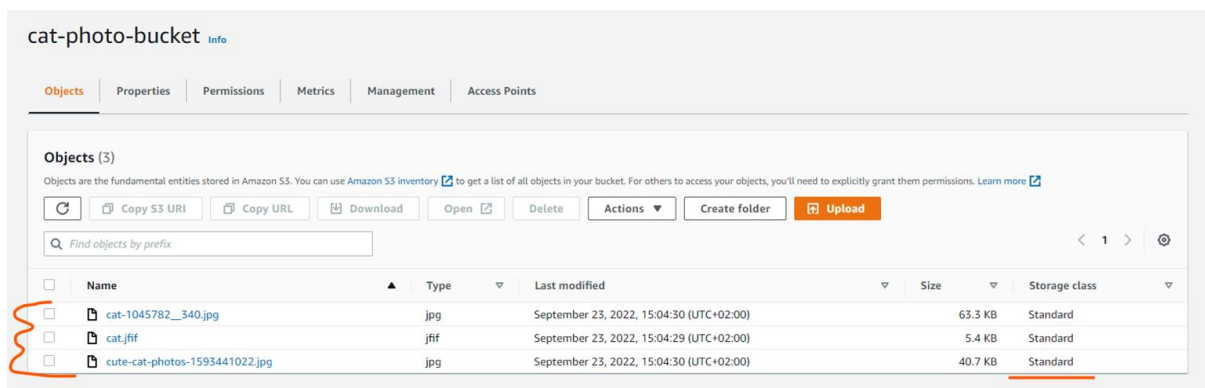 cat-photo-bucket Info
Objects Properties Permissions Metrics Management Access Points
Objects (3)
Objects are the fundamental entities stored in Amazon S3. You can use Amazon S3 inventory to get a list of all objects in your bucket. For others to access your objects, you'll need to explicitly grant them permissions. Learn more
Copy S3 URI Copy URL Download Open Delete Actions Create folder Upload
Find objects by prefix 1
Name Type Last modified Size Storage class
cat-1045782__340.jpg jpg September 23, 2022, 15:04:30 (UTC+02:00) 63.3 KB Standard
cat.jfif jfif September 23, 2022, 15:04:29 (UTC+02:00) 5.4 KB Standard
cute-cat-photos-1593441022.jpg jpg September 23, 2022, 15:04:30 (UTC+02:00) 40.7 KB Standard